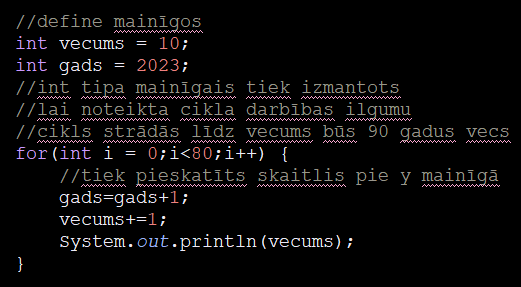 //define mainīgos
int vecums = 10;
int gads = 2023;
//int tipa mainīgais tiek izmantots
//lai noteikta cikla darbības ilgumu
//cikls strādās līdz vecums būs 90 gadus vecs
for(int i = 0;i<80;i++) {
    //tiek pieskatīts skaitlis pie y mainīgā
    gads=gads+1;
    vecums+=1;
    System.out.println(vecums);
}